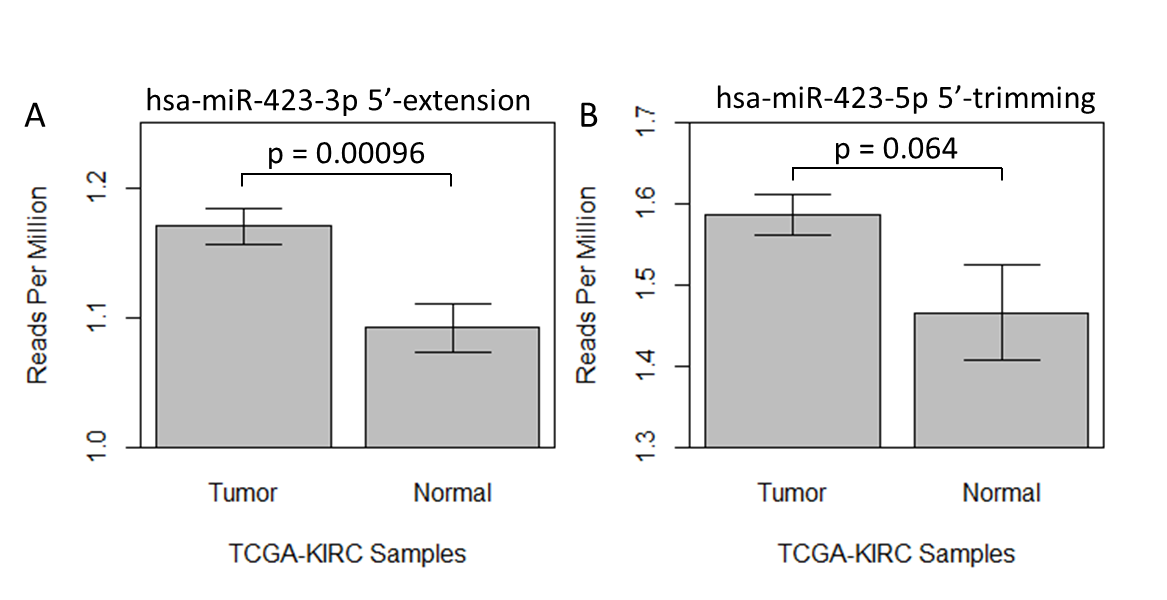 A
hsa-miR-423-3p 5’-extension
p = 0.00096
Reads Per Million
1.2
1.1
1.0
Tumor
Normal
TCGA-KIRC Samples
B
hsa-miR-423-5p 5’-trimming
p = 0.064
Reads Per Million
1.7
1.6
1.5
1.4
1.3
Tumor
Normal
TCGA-KIRC Samples